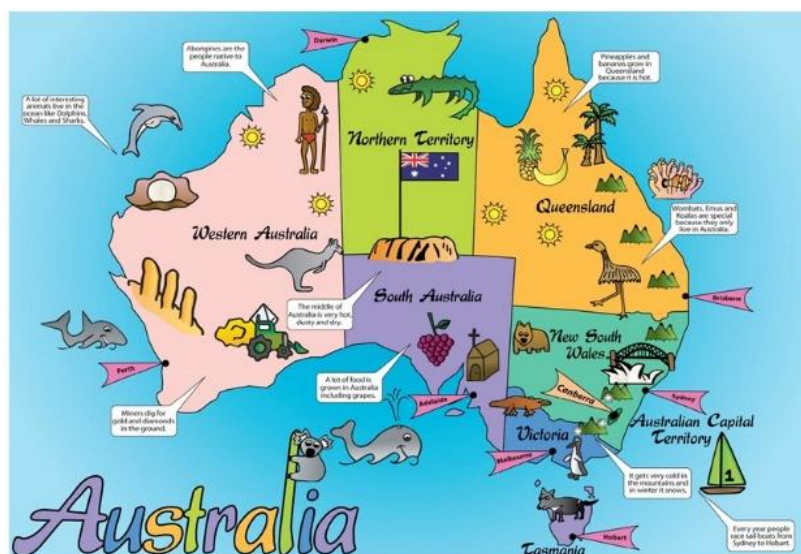 Darwin
Aborigines are the
people native to
Australia.
Pineapples and
bananas grow in
Queensland
because it is hot.
A lot of interesting
animals live in the
ocean like Dolphins,
Whales and Sharks.
Northern Territory
Queensland
Wombats, Emus and
Koalas are special
because they only
live in Australia.
Western Australia
The middle of
Australia is very hot,
dusty and dry.
South Australia
Brisbane
New South
Wales
Perth
A lot of food is
grown in Australia
including grapes.
Adelaide
Canberra
Sydney
Miners dig for
gold and diamonds
in the ground.
Australian Capital
Territory
Victoria
Melbourne
It gets very cold in
the mountains and
in winter it snows.
1
Australia
Every year people
race sail-boats from
Sydney to Hobart.
Hobart
Tasmania